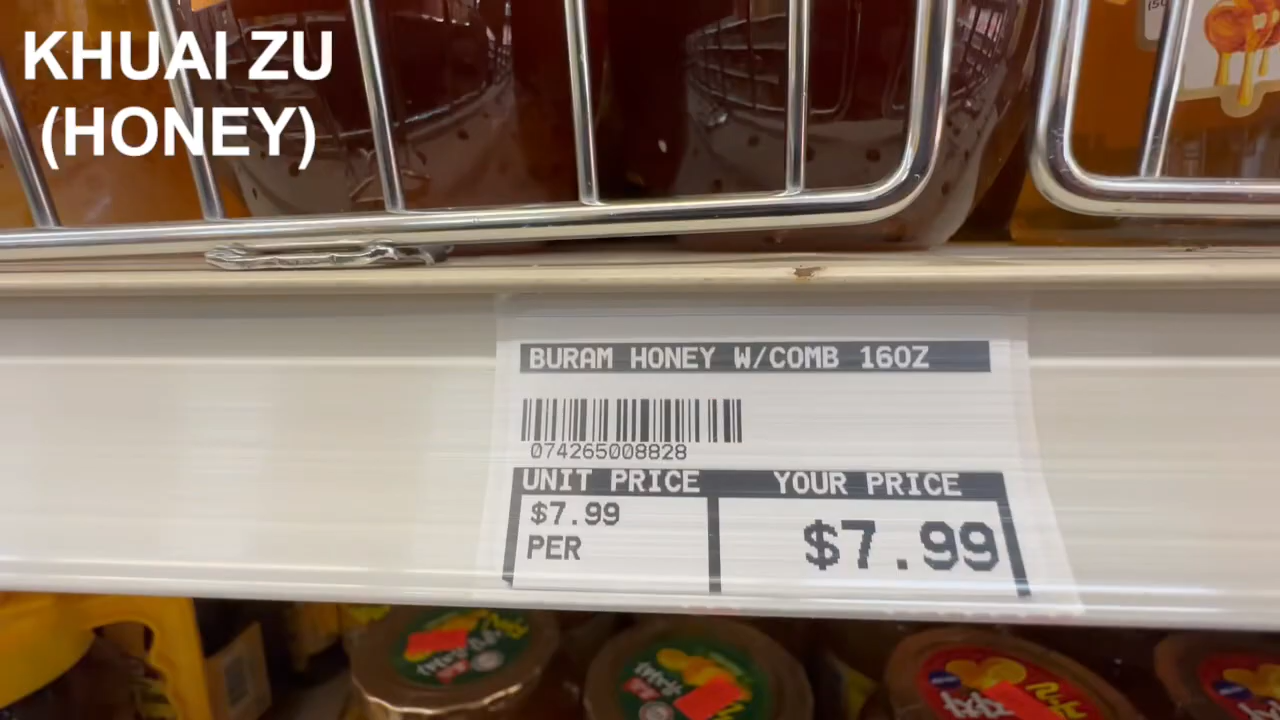 KHUAI ZU
(HONEY)
BURAM HONEY W/COMB 16OZ
074265008828
UNIT PRICE
YOUR PRICE
$7.99
PER
$7.99